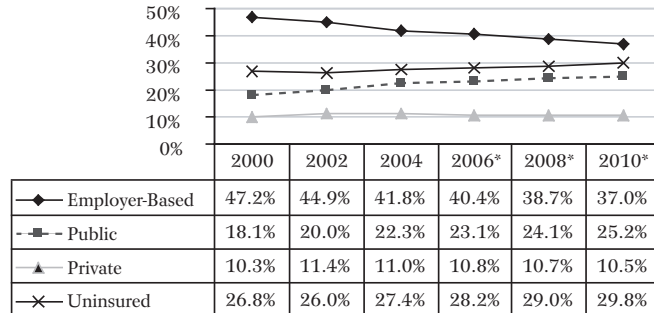 50%
40%
30%
20%
10%
0%
2000 2002 2004 2006* 2008* 2010*
Employer-Based 47.2% 44.9% 41.8% 40.4% 38.7% 37.0%
Public 18.1% 20.0% 22.3% 23.1% 24.1% 25.2%
Private 10.3% 11.4% 11.0% 10.8% 10.7% 10.5%
Uninsured 26.8% 26.0% 27.4% 28.2% 29.0% 29.8%